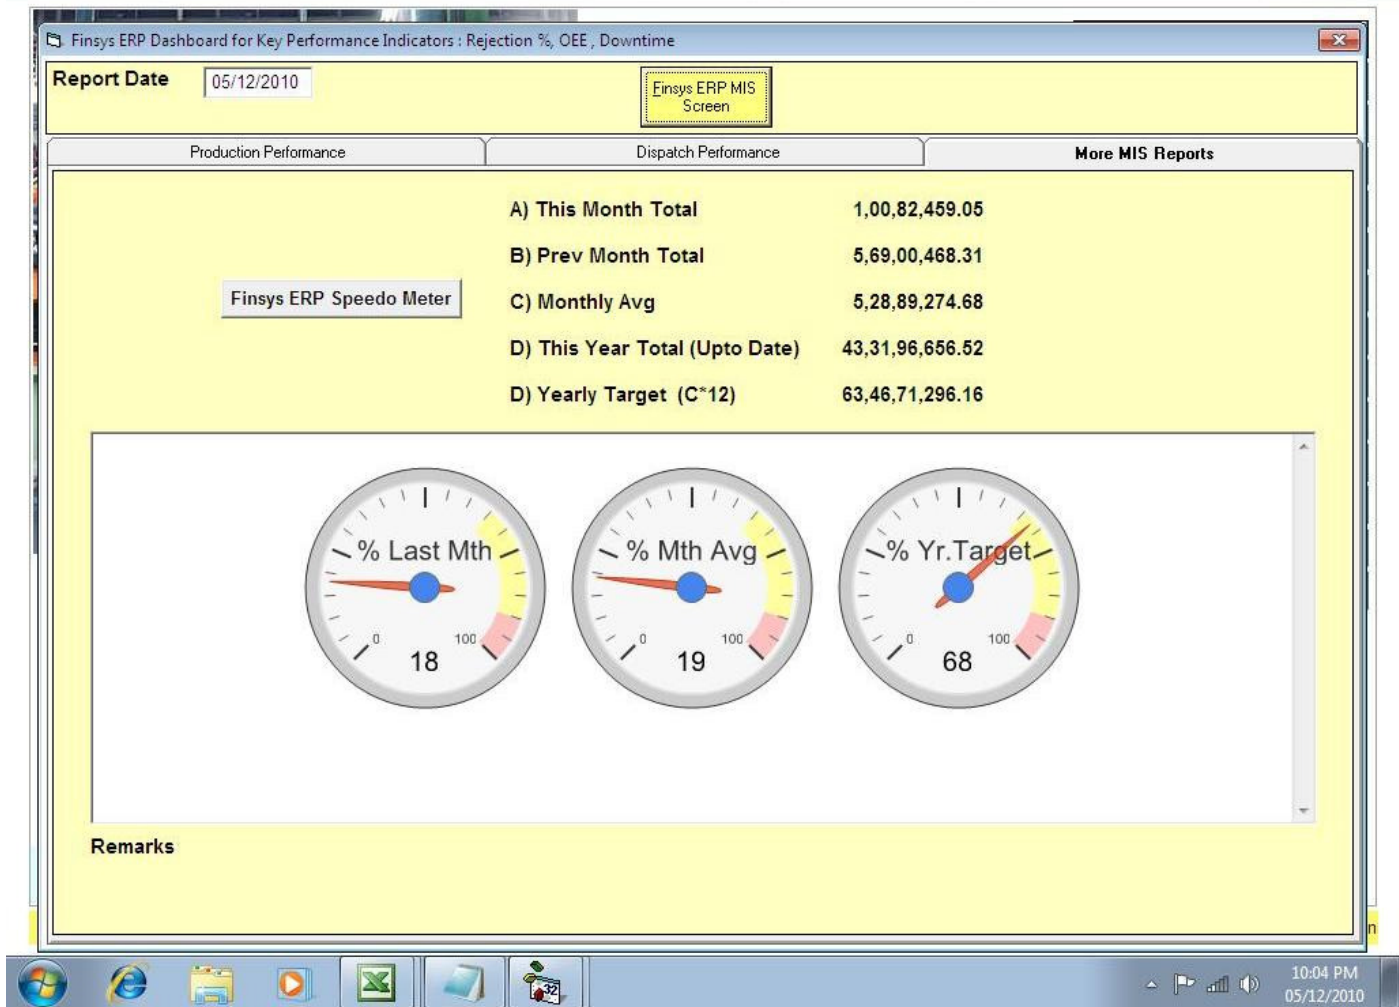 Finsys ERP Dashboard for Key Performance Indicators : Rejection %, OEE , Downtime
Report Date 05/12/2010
Finsys ERP MIS
Screen
Production Performance Dispatch Performance More MIS Reports
A) This Month Total 1,00,82,459.05
B) Prev Month Total 5,69,00,468.31
Finsys ERP Speedo Meter
C) Monthly Avg 5,28,89,274.68
D) This Year Total (Upto Date) 43,31,96,656.52
D) Yearly Target (C*12) 63,46,71,296.16
% Last Mth % Mth Avg % Yr.Target
0 100 0 100 0 100
18 19 68
Remarks
n
32
10:04 PM
05/12/2010